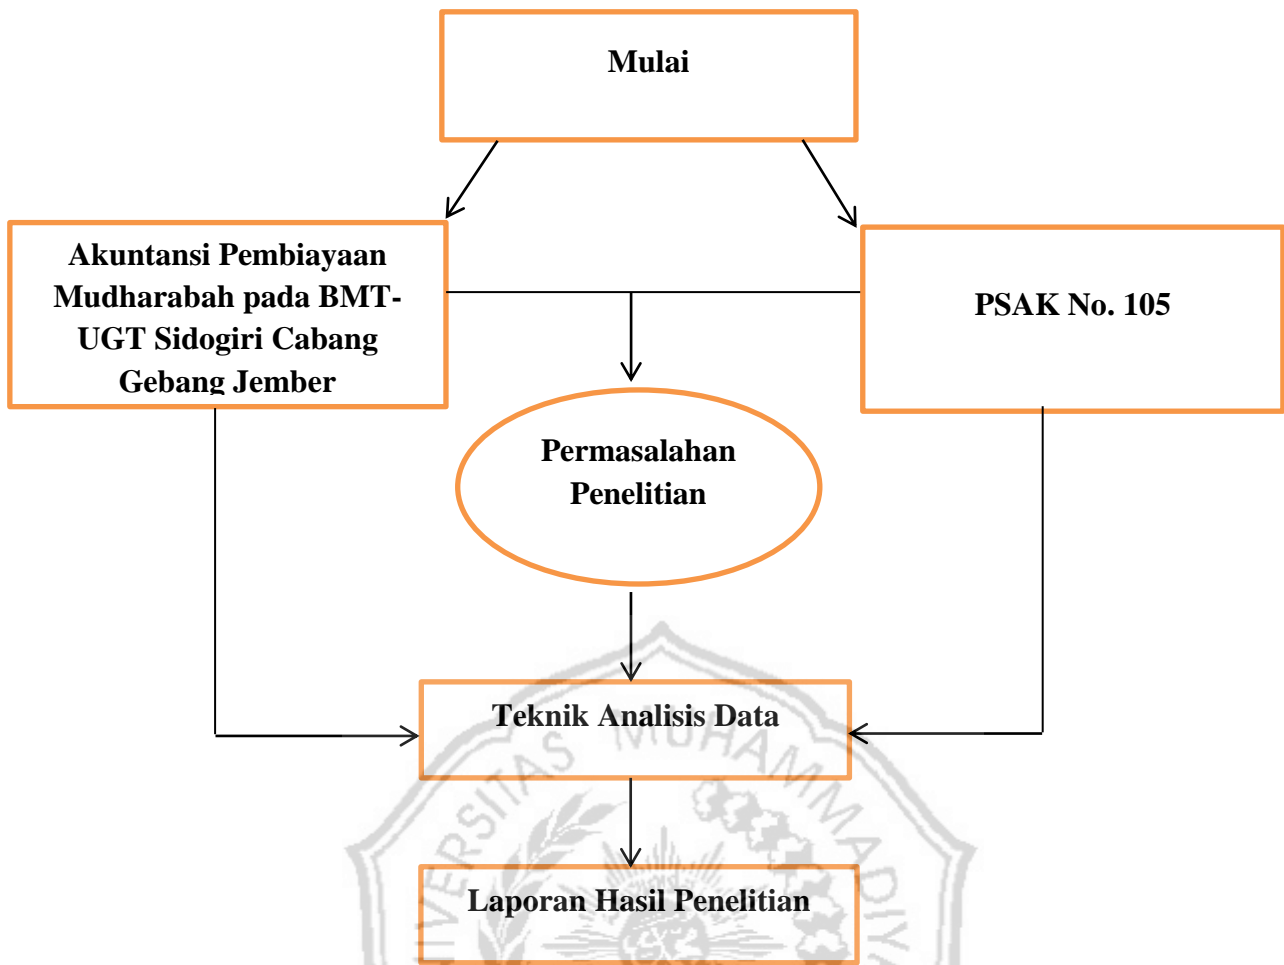 Mulai
Akuntansi Pembiayaan
Mudharabah pada BMT-
UGT Sidogiri Cabang
Gebang Jember
PSAK No. 105
Permasalahan
Penelitian
Teknik Analisis Data
Laporan Hasil Penelitian